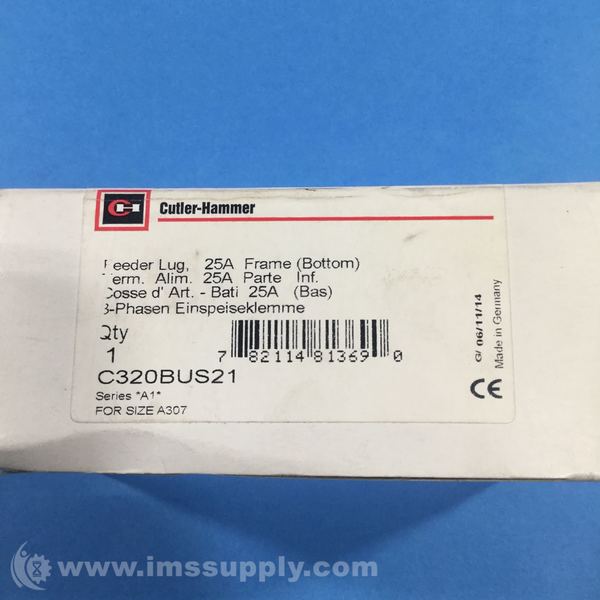 CH Cutler-Hammer
Feeder Lug, 25A Frame (Bottom)
Term. Alim. 25A Parte Inf.
Cosse d' Art. - Bati 25A (Bas)
3-Phasen Einspeiseklemme
Qty
1
7 82114 81369 0
C320BUS21
Series "A1"
FOR SIZE A307
G/ 06/11/14
Made in Germany
CE
www.imssupply.com